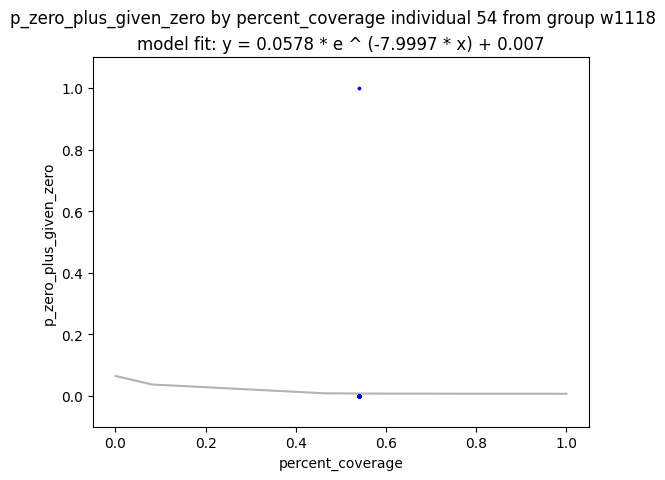 p_zero_plus_given_zero by percent_coverage individual 54 from group w1118
model fit: y = 0.0578 * e ^ (-7.9997 * x) + 0.007
1.0
0.8
0.6
0.4
0.2
0.0
p_zero_plus_given_zero
0.0 0.2 0.4 0.6 0.8 1.0
percent_coverage